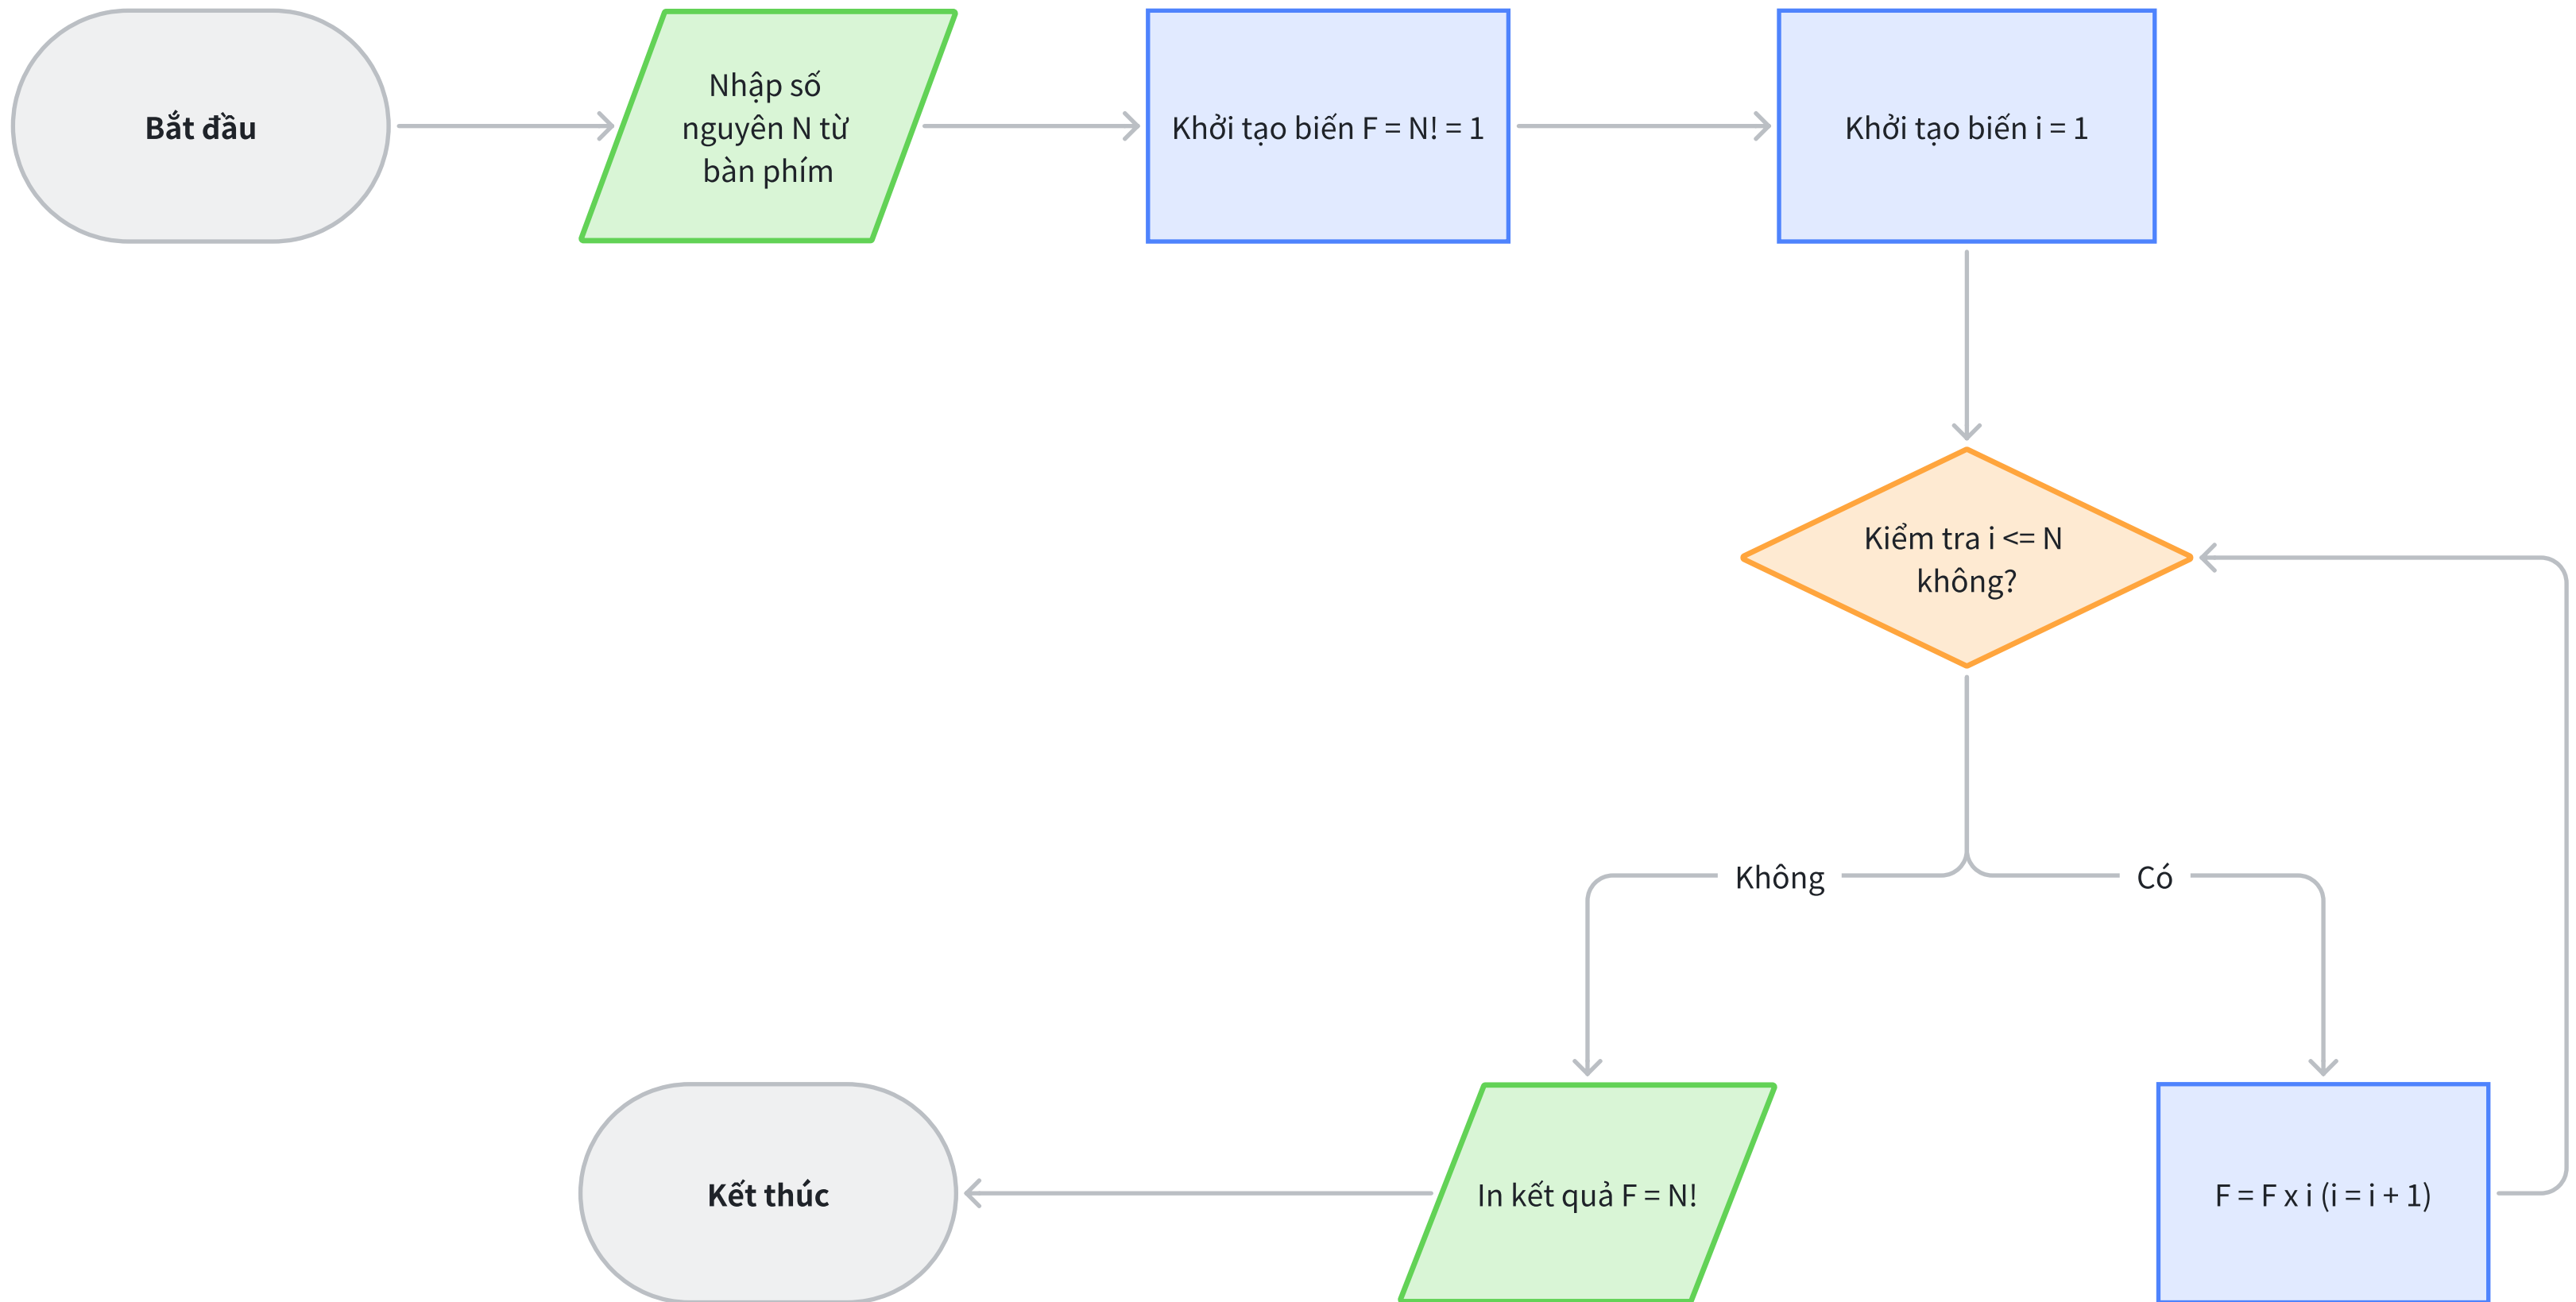 Bắt đầu
Nhập số
nguyên N từ
bàn phím
Khởi tạo biến F = N! = 1
Khởi tạo biến i = 1
Kiểm tra i <= N
không?
Không
Có
Kết thúc
In kết quả F = N!
F = F x i (i = i + 1)